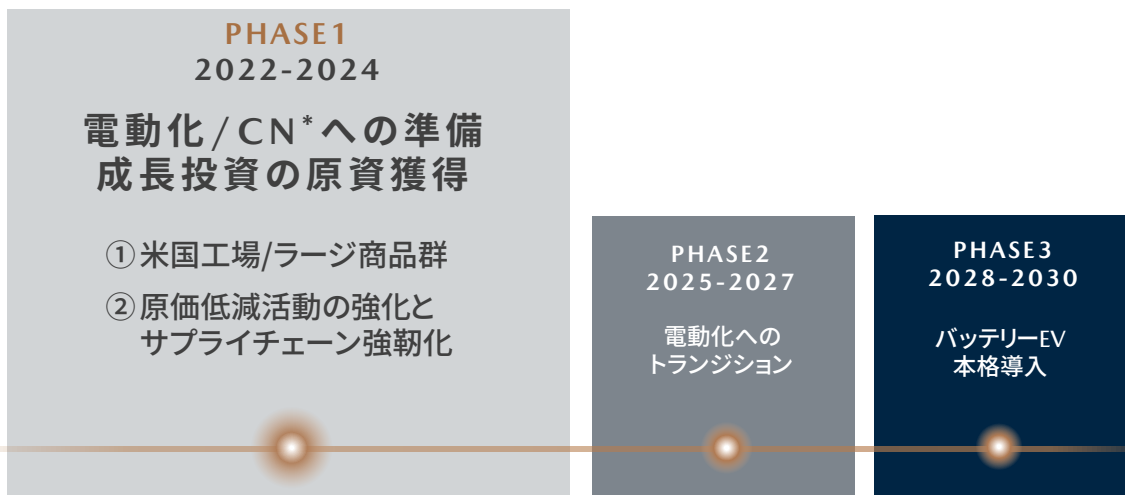 PHASE1
2022-2024
電動化/CN*への準備
成長投資の原資獲得
①米国工場/ラージ商品群
②原価低減活動の強化と
サプライチェーン強靭化
PHASE2
2025-2027
電動化への
トランジション
PHASE3
2028-2030
バッテリーEV
本格導入